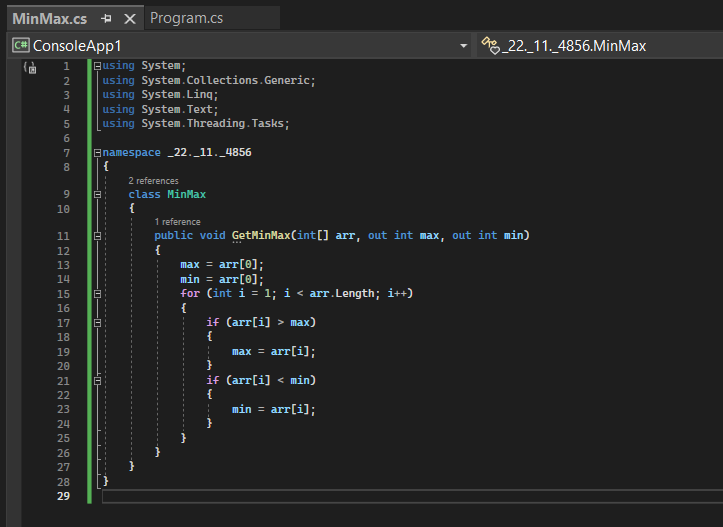 MinMax.cs Program.cs
C# ConsoleApp1 _22._11._4856.MinMax
1 using System;
2 using System.Collections.Generic;
3 using System.Linq;
4 using System.Text;
5 using System.Threading.Tasks;
6
7 namespace _22._11._4856
8 {
2 references
9 class MinMax
10 {
1 reference
11 public void GetMinMax(int[] arr, out int max, out int min)
12 {
13 max = arr[0];
14 min = arr[0];
15 for (int i = 1; i < arr.Length; i++)
16 {
17 if (arr[i] > max)
18 {
19 max = arr[i];
20 }
21 if (arr[i] < min)
22 {
23 min = arr[i];
24 }
25 }
26 }
27 }
28 }
29